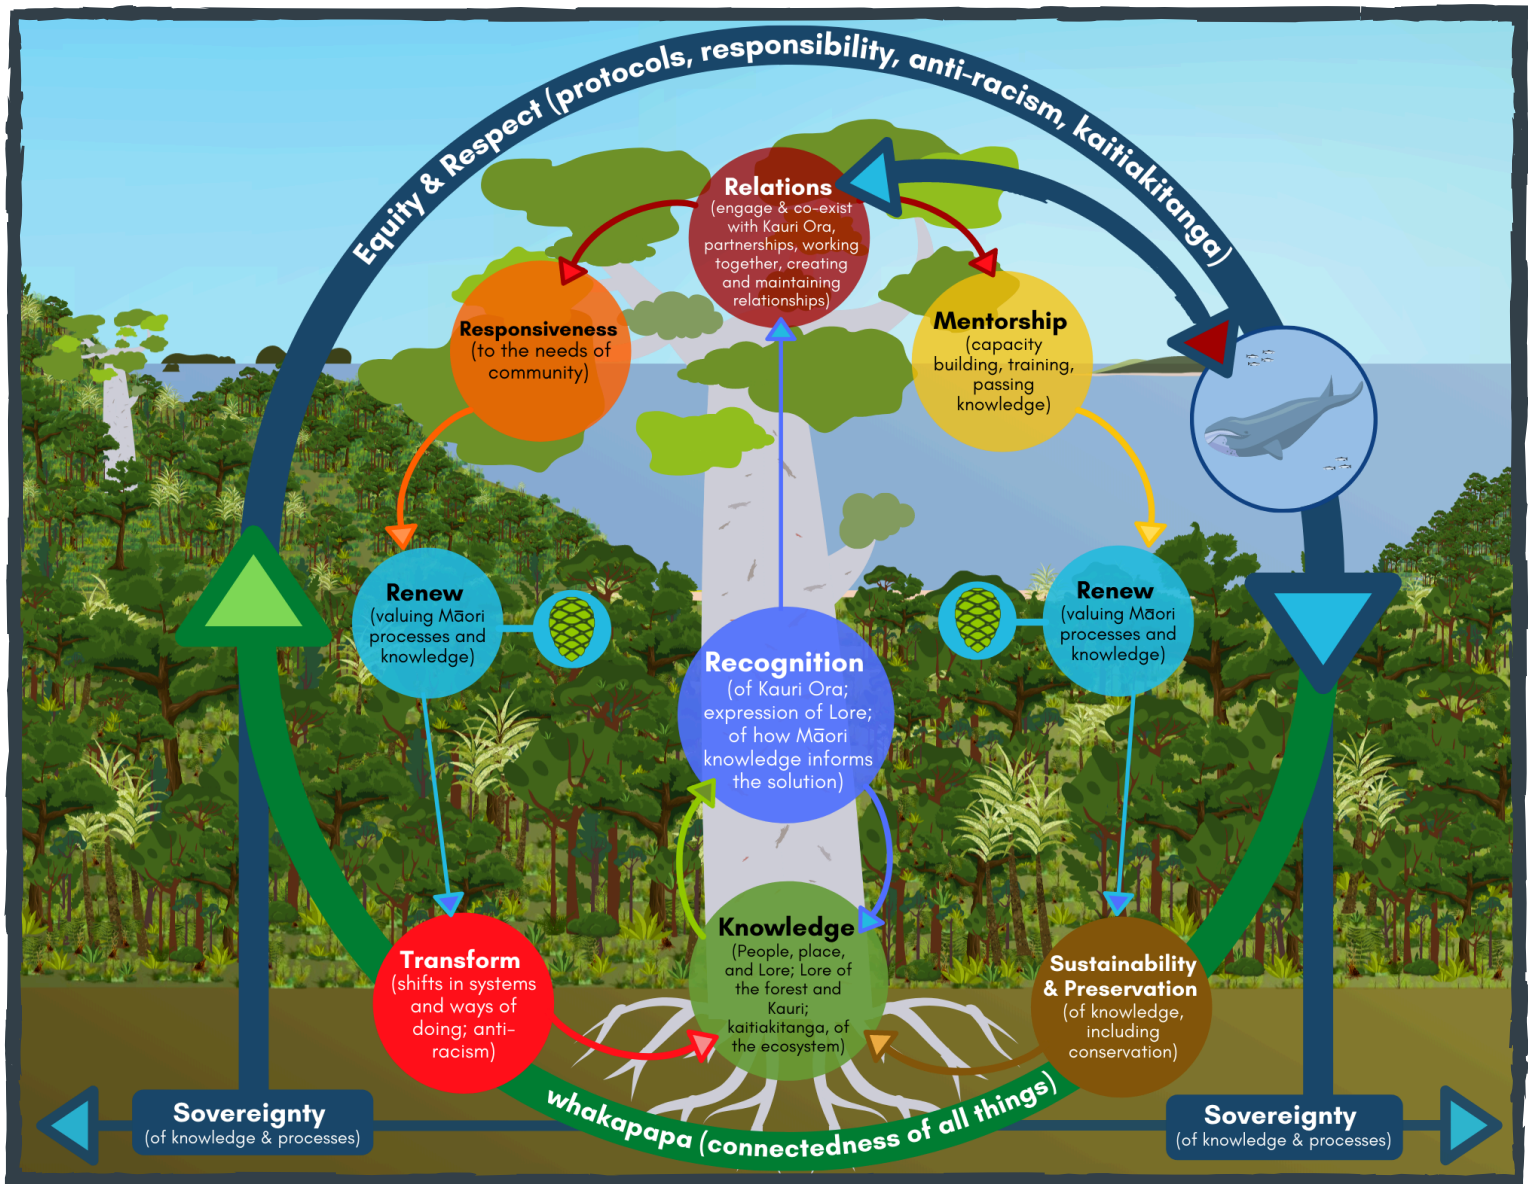 Equity & Respect (protocols, responsibility, anti-racism, kaitiakitanga)
Relations
(engage & co-exist
with Kauri Ora,
partnerships, working
together, creating
and maintaining
relationships)
Responsiveness
(to the needs of
community)
Mentorship
(capacity
building, training,
passing
knowledge)
Renew
(valuing Māori
processes and
knowledge)
Renew
(valuing Māori
processes and
knowledge)
Recognition
(of Kauri Ora;
expression of Lore;
of how Māori
knowledge informs
the solution)
Knowledge
(People, place,
and Lore; Lore of
the forest and
Kauri;
kaitiakitanga, of
the ecosystem)
Transform
(shifts in systems
and ways of
doing; anti-
racism)
Sustainability
& Preservation
(of knowledge,
including
conservation)
whakapapa (connectedness of all things)
Sovereignty
(of knowledge & processes)
Sovereignty
(of knowledge & processes)